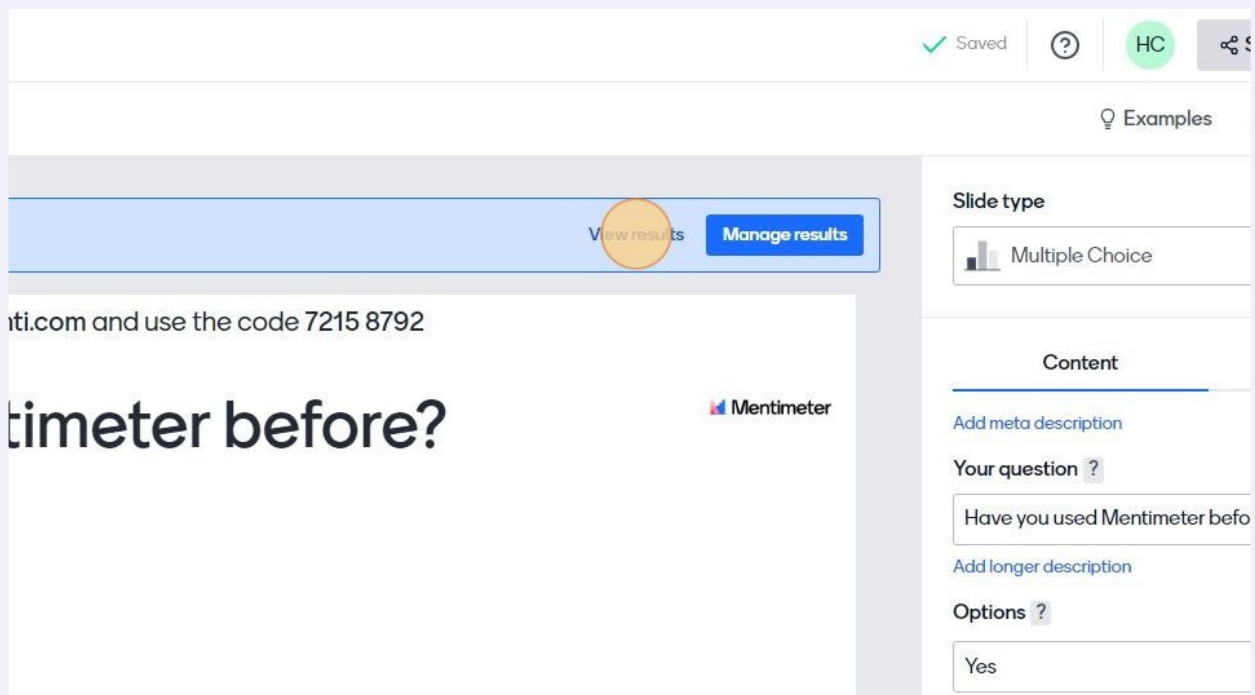 Saved
?
HC
Examples
View results
Manage results
Slide type
Multiple Choice
nti.com and use the code 7215 8792
timeter before?
Mentimeter
Content
Add meta description
Your question ?
Have you used Mentimeter befo
Add longer description
Options ?
Yes